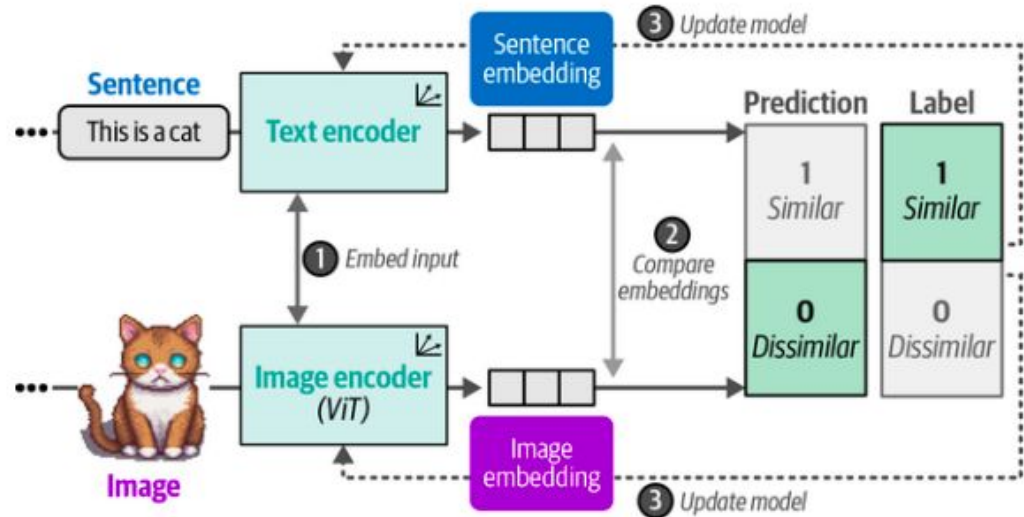 3 Update model
Sentence
embedding
Sentence
This is a cat
Text encoder
Prediction
Label
1
Similar
1
Similar
1 Embed input
2
Compare
embeddings
0
Dissimilar
0
Dissimilar
Image encoder
(ViT)
Image
Image
embedding
3 Update model